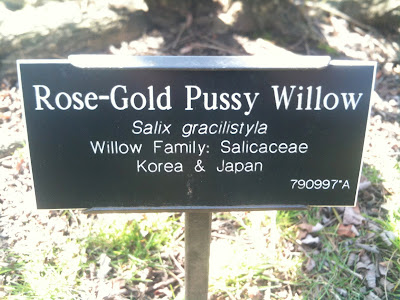 Rose-Gold Pussy Willow
Salix gracilistyla
Willow Family: Salicaceae
Korea & Japan
790997*A